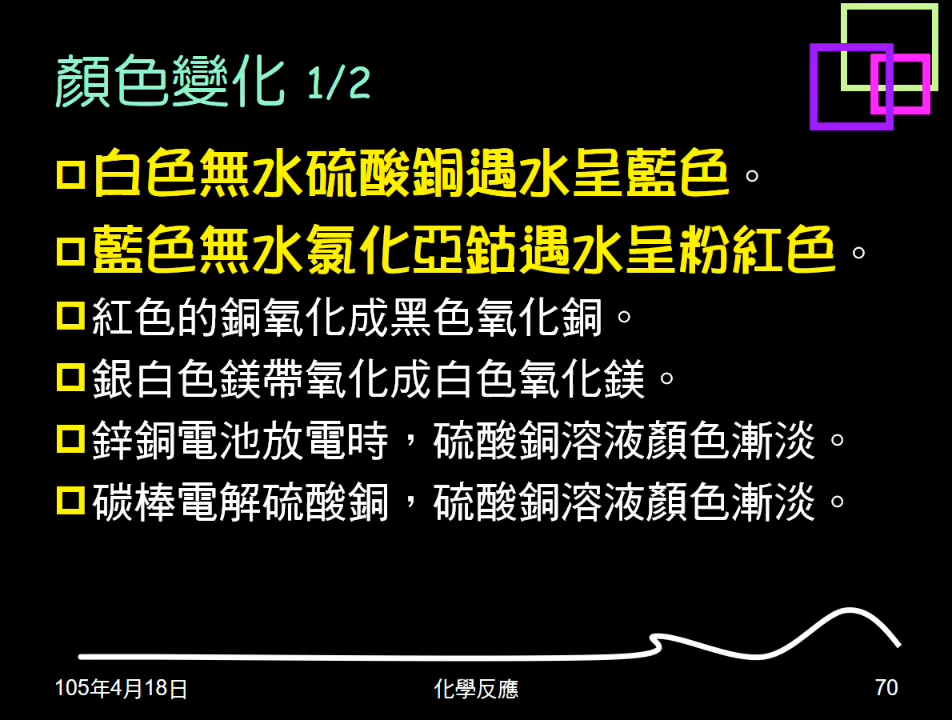 顏色變化 1/2
白色無水硫酸銅遇水呈藍色。
藍色無水氯化亞鈷遇水呈粉紅色。
紅色的銅氧化成黑色氧化銅。
銀白色鎂帶氧化成白色氧化鎂。
鋅銅電池放電時，硫酸銅溶液顏色漸淡。
碳棒電解硫酸銅，硫酸銅溶液顏色漸淡。
105年4月18日
化學反應
70